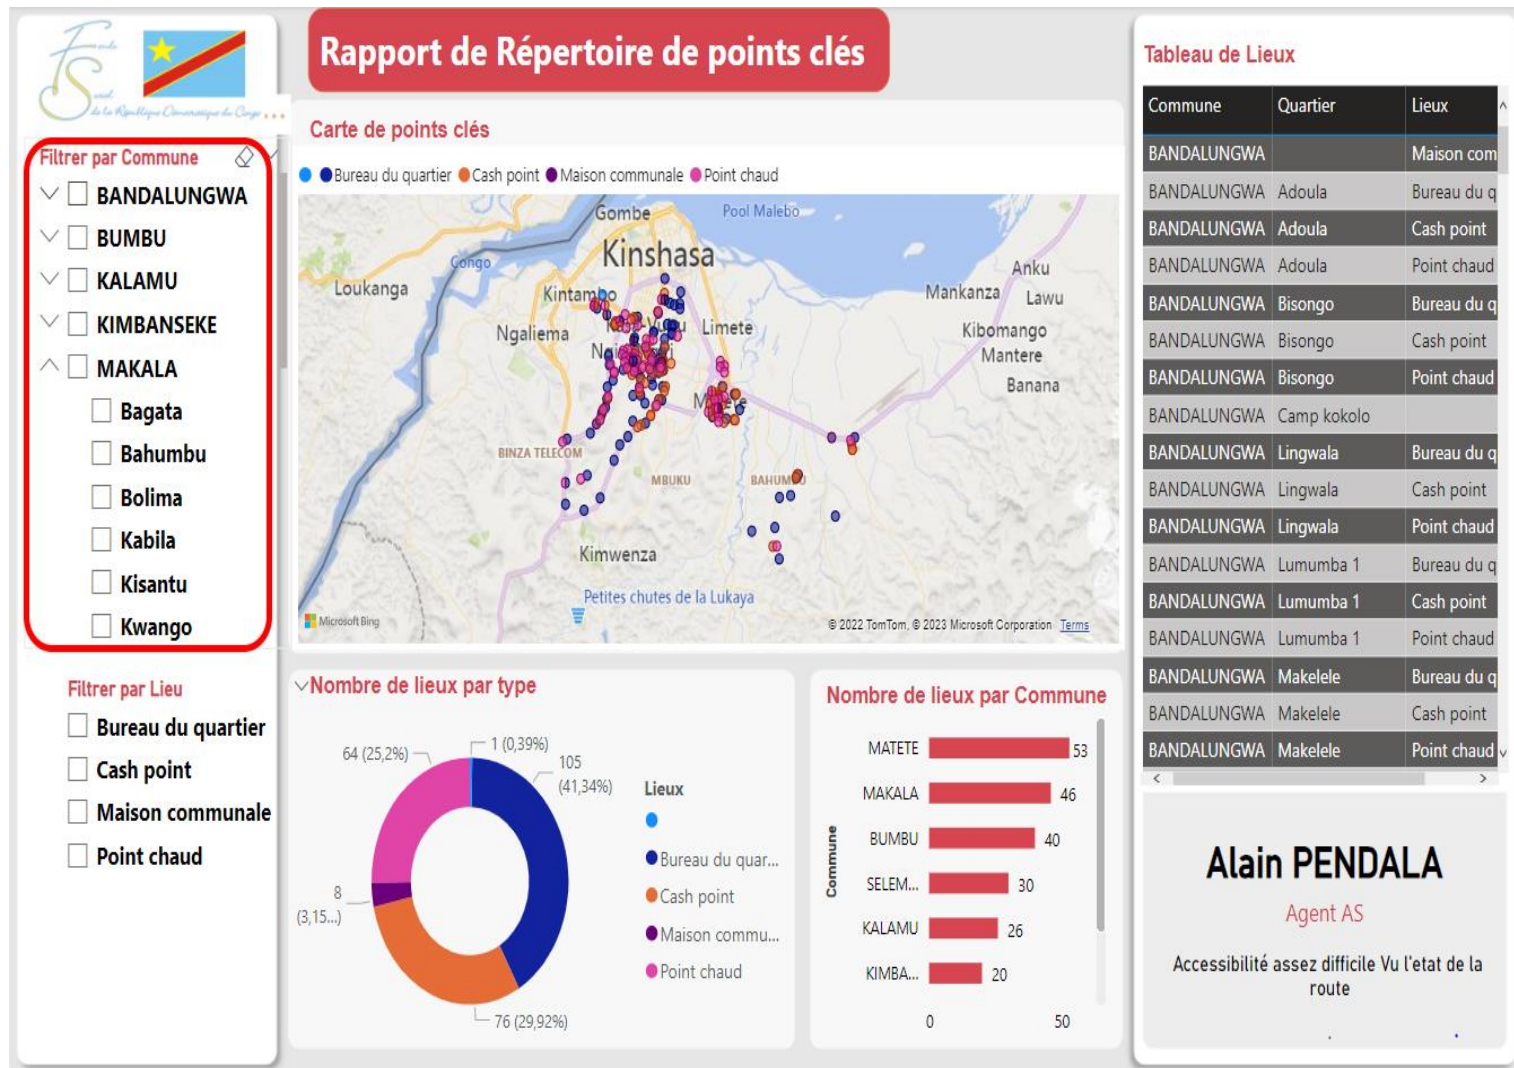 Fonds
Social
de la République Démocratique du Congo
Filtrer par Commune
BANDALUNGWA
BUMBU
KALAMU
KIMBANSEKE
MAKALA
Bagata
Bahumbu
Bolima
Kabila
Kisantu
Kwango
Filtrer par Lieu
Bureau du quartier
Cash point
Maison communale
Point chaud
Rapport de Répertoire de points clés
Carte de points clés
Bureau du quartier Cash point Maison communale Point chaud
Gombe
Pool Malebo
Kinshasa
Congo
Loukanga
Kintambo
Anku
Mankanza
Lawu
Ngaliema
Limete
Kibomango
Mantere
Banana
BINZA TELECOM
MBUKU
Kimwenza
Petites chutes de la Lukaya
Microsoft Bing
© 2022 TomTom, © 2023 Microsoft Corporation Terms
Nombre de lieux par type
64 (25,2%)
1 (0,39%)
105
(41,34%)
8
(3,15...)
76 (29,92%)
Lieux
Bureau du quar...
Cash point
Maison commu...
Point chaud
Nombre de lieux par Commune
Commune
MATETE 53
MAKALA 46
BUMBU 40
SELEM... 30
KALAMU 26
KIMBA... 20
0 50
Tableau de Lieux
Commune Quartier Lieux
BANDALUNGWA Maison com
BANDALUNGWA Adoula Bureau du q
BANDALUNGWA Adoula Cash point
BANDALUNGWA Adoula Point chaud
BANDALUNGWA Bisongo Bureau du q
BANDALUNGWA Bisongo Cash point
BANDALUNGWA Bisongo Point chaud
BANDALUNGWA Camp kokolo
BANDALUNGWA Lingwala Bureau du q
BANDALUNGWA Lingwala Cash point
BANDALUNGWA Lingwala Point chaud
BANDALUNGWA Lumumba 1 Bureau du q
BANDALUNGWA Lumumba 1 Cash point
BANDALUNGWA Lumumba 1 Point chaud
BANDALUNGWA Makelele Bureau du q
BANDALUNGWA Makelele Cash point
BANDALUNGWA Makelele Point chaud
Alain PENDALA
Agent AS
Accessibilité assez difficile Vu l'etat de la
route